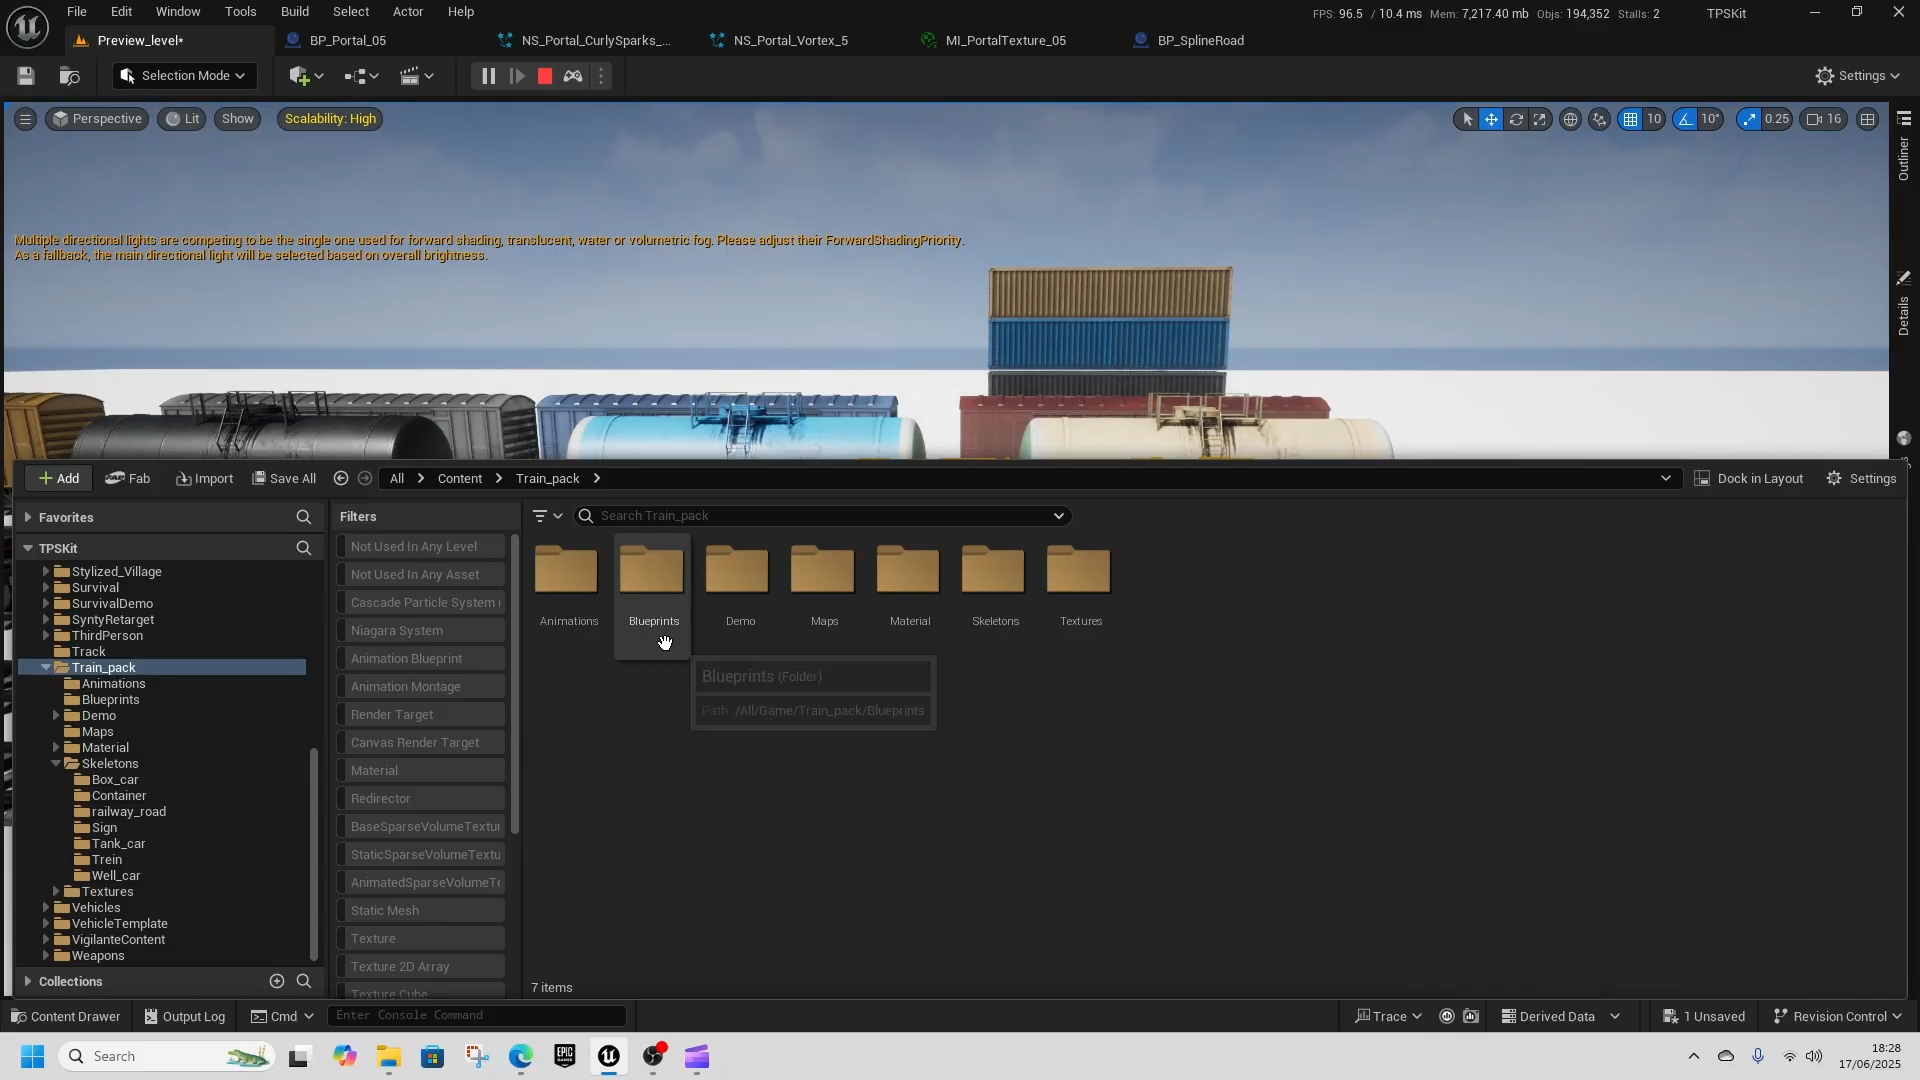 File Edit Window Tools Build Select Actor Help
FPS: 96.5 / 10.4 ms Mem: 7,217.40 mb Objs: 194,352 Stalls: 2 TPSKit
Preview_level* BP_Portal_05 NS_Portal_CurlySparks_... NS_Portal_Vortex_5 MI_PortalTexture_05 BP_SplineRoad
Selection Mode Settings
Perspective Lit Show Scalability: High 10 10° 0.25 16
Outliner
Details
Multiple directional lights are competing to be the single one used for forward shading, translucent, water or volumetric fog. Please adjust their ForwardShadingPriority.
As a fallback, the main directional light will be selected based on overall brightness.
Add Fab Import Save All All Content Train_pack Dock in Layout Settings
Favorites
TPSKit
Stylized_Village
Survival
SurvivalDemo
SyntyRetarget
ThirdPerson
Track
Train_pack
Animations
Blueprints
Demo
Maps
Material
Skeletons
Box_car
Container
railway_road
Sign
Tank_car
Trein
Well_car
Textures
Vehicles
VehicleTemplate
VigilanteContent
Weapons
Collections
Filters
Not Used In Any Level
Not Used In Any Asset
Cascade Particle System (
Niagara System
Animation Blueprint
Animation Montage
Render Target
Canvas Render Target
Material
Redirector
BaseSparseVolumeTextur
StaticSparseVolumeTextu
AnimatedSparseVolumeTe
Static Mesh
Texture
Texture 2D Array
Texture Cube
Search Train_pack
Animations Blueprints Demo Maps Material Skeletons Textures
Blueprints (Folder)
Path: /All/Game/Train_pack/Blueprints
7 items
Content Drawer Output Log Cmd Enter Console Command Trace Derived Data 1 Unsaved Revision Control
Search
EPIC GAMES
18:28
17/06/2025